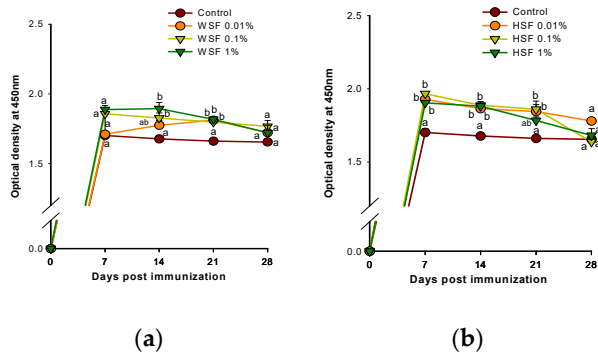 Control
WSF 0.01%
WSF 0.1%
WSF 1%
Optical density at 450nm
2.5
2.0
1.5
0.0
a
a
a
a
b
b
ab
a
b
b
b
a
a
a
a
a
0
7
14
21
28
Days post immunization
(a)
Control
HSF 0.01%
HSF 0.1%
HSF 1%
Optical density at 450nm
2.5
2.0
1.5
0.0
b
b
b
a
b
b
b
a
b
b
ab
a
a
a
a
a
0
7
14
21
28
Days post immunization
(b)